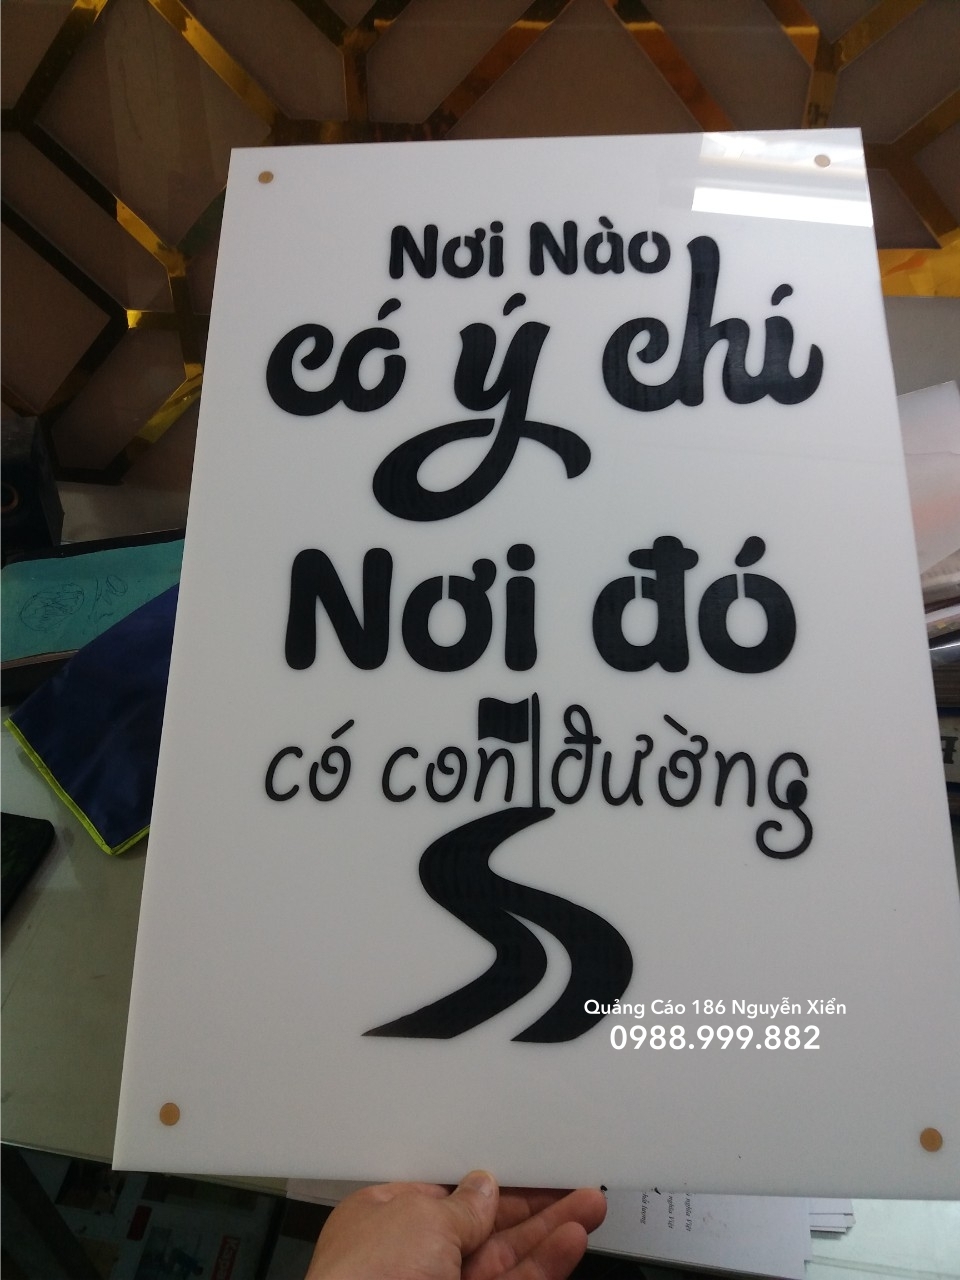 Nơi Nào
có ý chí
Nơi đó
có con đường
Quảng Cáo 186 Nguyễn Xiển
0988.999.882